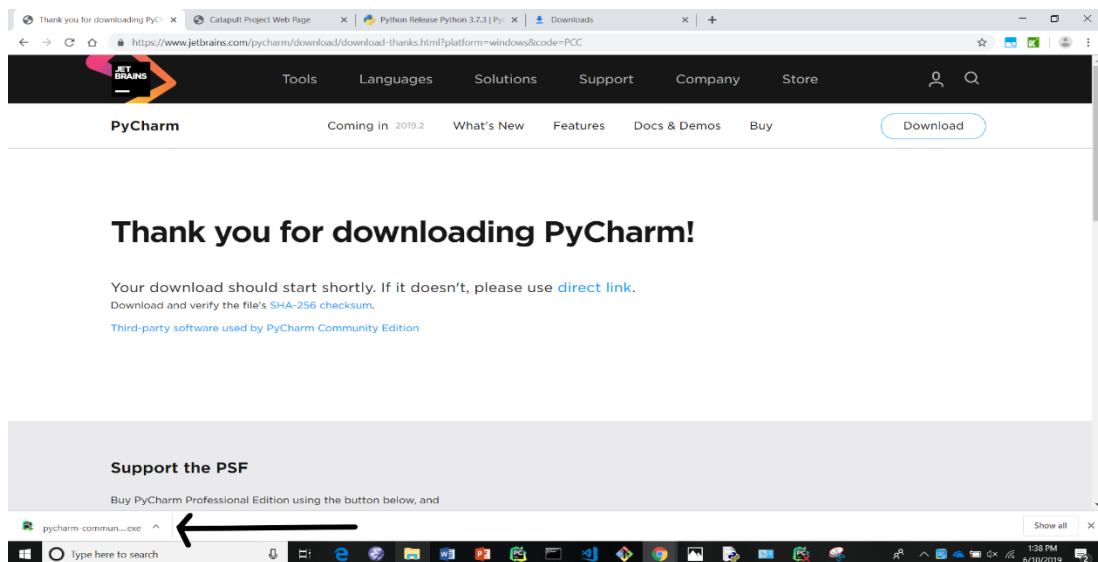 Thank you for downloading PyCh
Catapult Project Web Page
Python Release Python 3.7.3 | Pyt
Downloads
https://www.jetbrains.com/pycharm/download/download-thanks.html?platform=windows&code=PCC
JET
BRAINS
Tools Languages Solutions Support Company Store
PyCharm Coming in 2019.2 What's New Features Docs & Demos Buy Download
Thank you for downloading PyCharm!
Your download should start shortly. If it doesn't, please use direct link.
Download and verify the file's SHA-256 checksum.
Third-party software used by PyCharm Community Edition
Support the PSF
Buy PyCharm Professional Edition using the button below, and
pycharm-commun....exe Show all
Type here to search
1:38 PM
6/10/2019